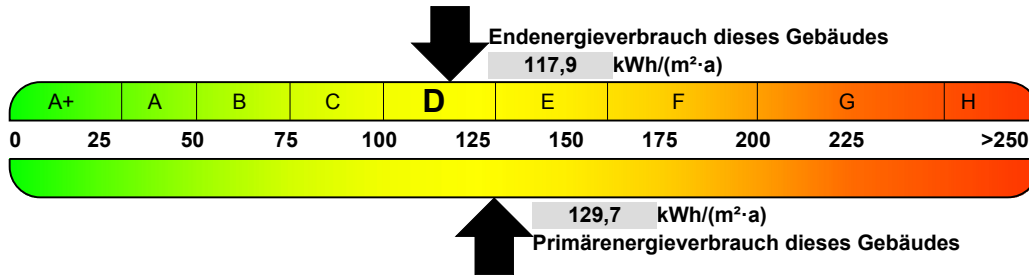 Endenergieverbrauch dieses Gebäudes
117,9 kWh/(m²·a)
A+ A B C D E F G H
0 25 50 75 100 125 150 175 200 225 >250
129,7 kWh/(m²·a)
Primärenergieverbrauch dieses Gebäudes